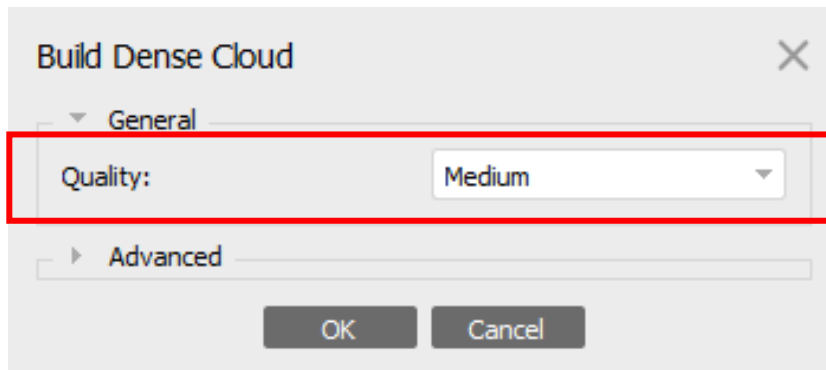 Build Dense Cloud
General
Quality: Medium
Advanced
OK Cancel